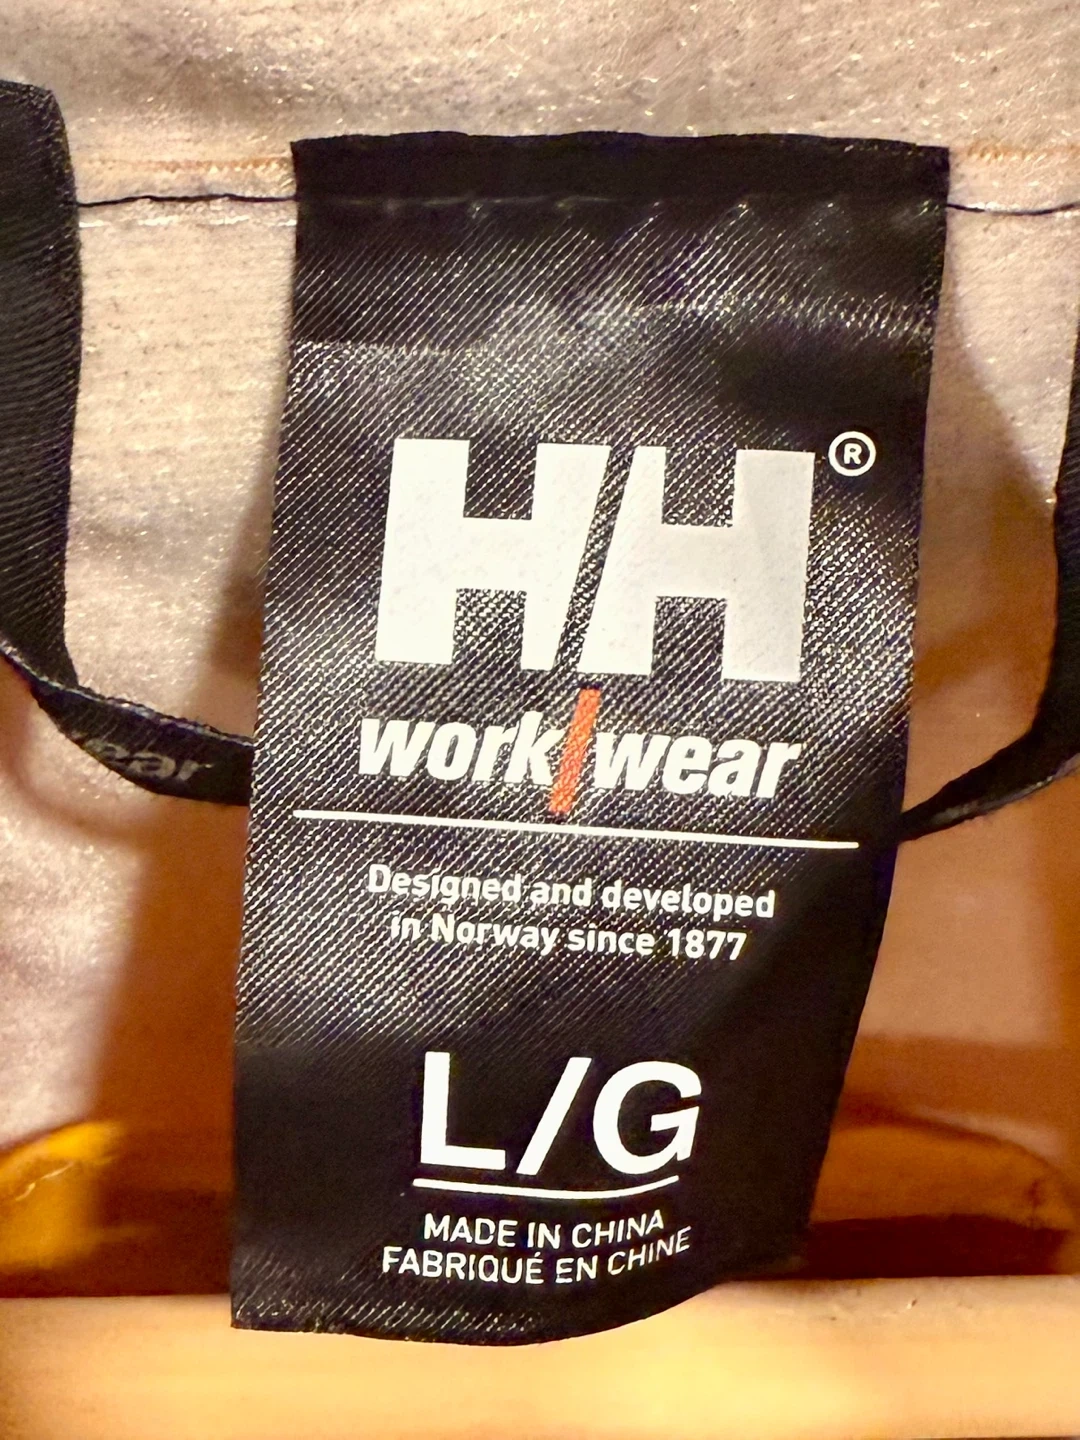 HH®
work/wear
Designed and developed
in Norway since 1877
L/G
MADE IN CHINA
FABRIQUÉ EN CHINE